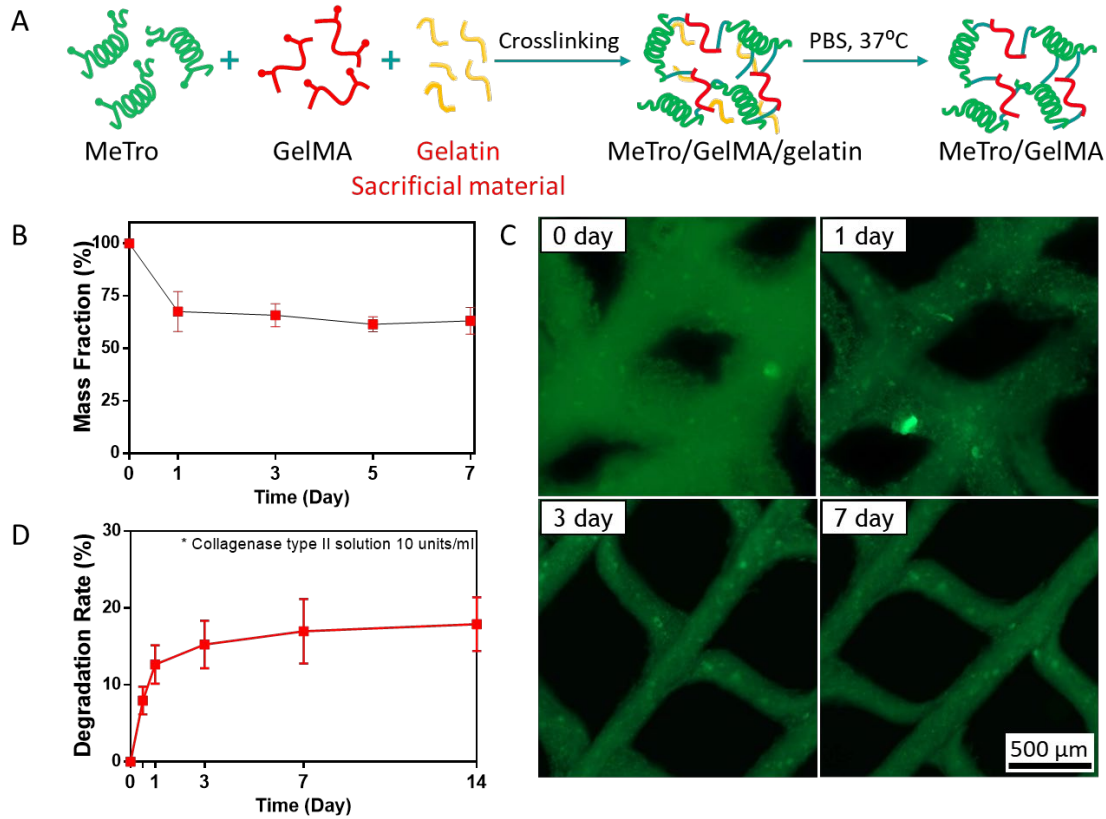 A
+
+
Crosslinking
PBS, 37⁰C
MeTro
GelMA
Gelatin
Sacrificial material
MeTro/GelMA/gelatin
MeTro/GelMA
B
Mass Fraction (%)
100
75
50
25
0
0 1 3 5 7
Time (Day)
C
0 day
1 day
3 day
7 day
500 µm
D
Degradation Rate (%)
* Collagenase type II solution 10 units/ml
30
20
10
0
0 1 3 7 14
Time (Day)